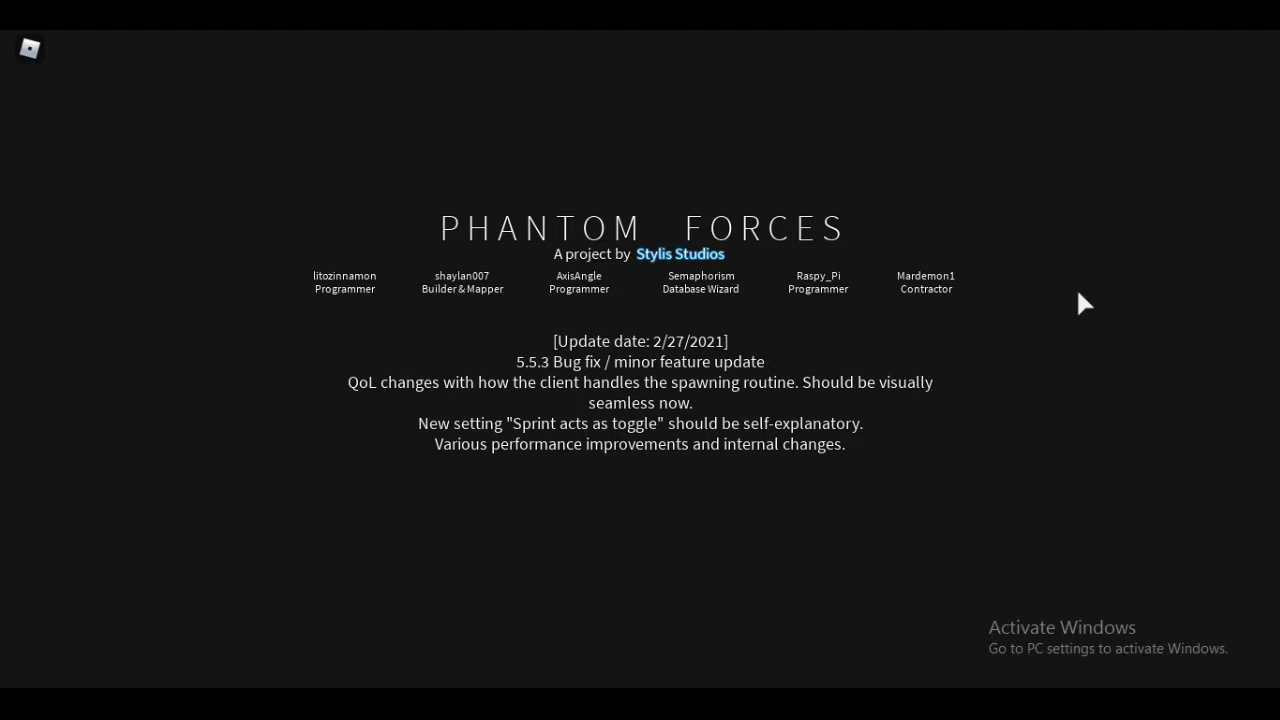 PHANTOM FORCES
A project by Stylis Studios
litozinnamon shaylan007 AxisAngle Semaphorism Raspy_Pi Mardemon1
Programmer Builder & Mapper Programmer Database Wizard Programmer Contractor
[Update date: 2/27/2021]
5.5.3 Bug fix / minor feature update
QoL changes with how the client handles the spawning routine. Should be visually
seamless now.
New setting "Sprint acts as toggle" should be self-explanatory.
Various performance improvements and internal changes.
Activate Windows
Go to PC settings to activate Windows.